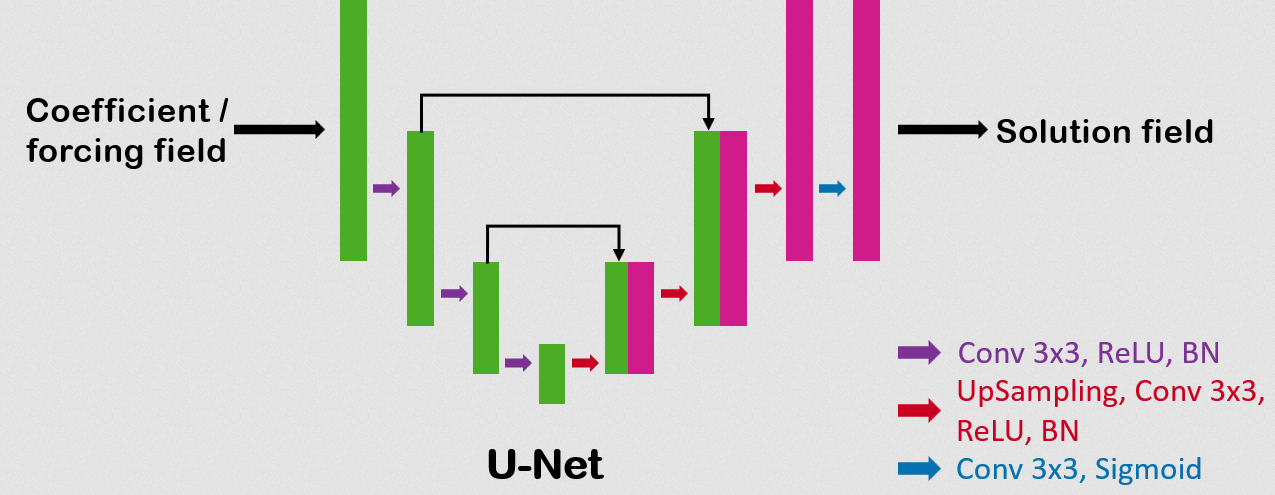 Coefficient /
forcing field
Solution field
Conv 3x3, ReLU, BN
UpSampling, Conv 3x3,
ReLU, BN
Conv 3x3, Sigmoid
U-Net